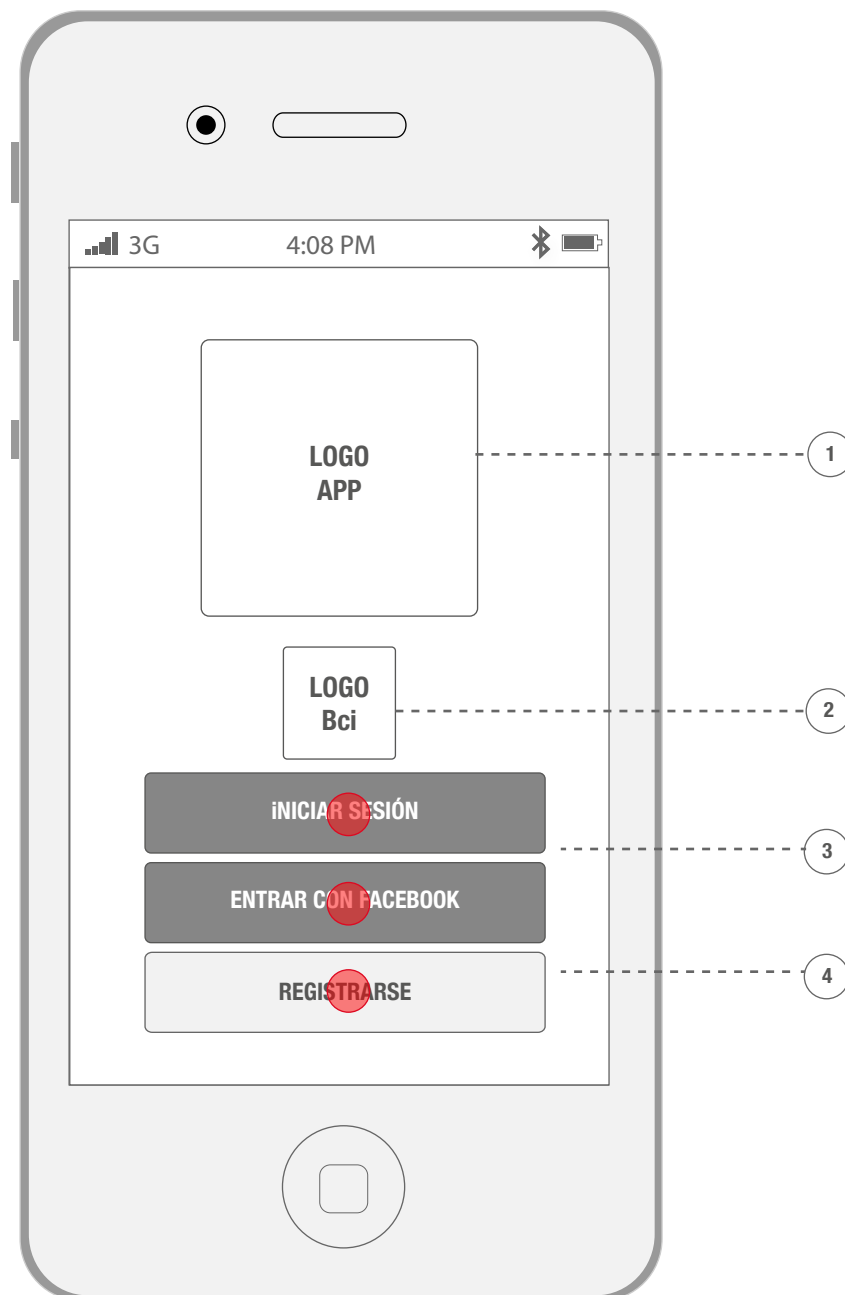 3G 4:08 PM
LOGO
APP
1
LOGO
Bci
2
iNICIAR SESIÓN
3
ENTRAR CON FACEBOOK
4
REGISTRARSE